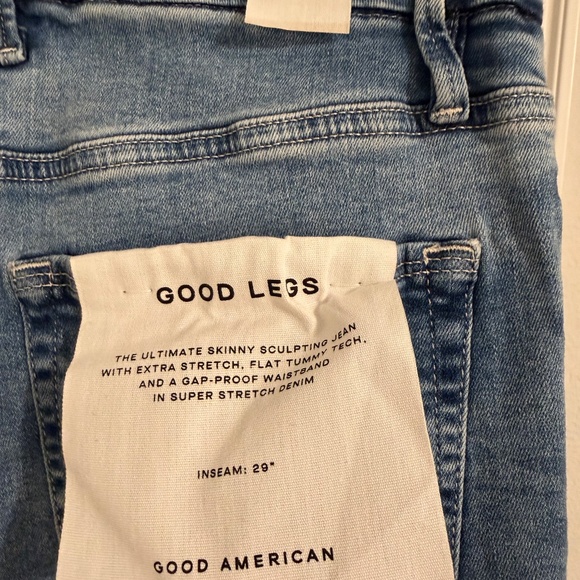 GOOD LEGS
THE ULTIMATE SKINNY SCULPTING JEAN
WITH EXTRA STRETCH, FLAT TUMMY TECH,
AND A GAP-PROOF WAISTBAND
IN SUPER STRETCH DENIM
INSEAM: 29"
GOOD AMERICAN